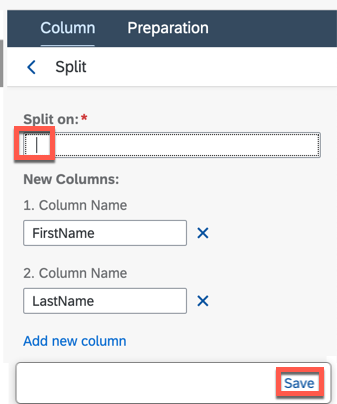 Column Preparation
Split
Split on:*
New Columns:
1. Column Name
FirstName
2. Column Name
LastName
Add new column
Save